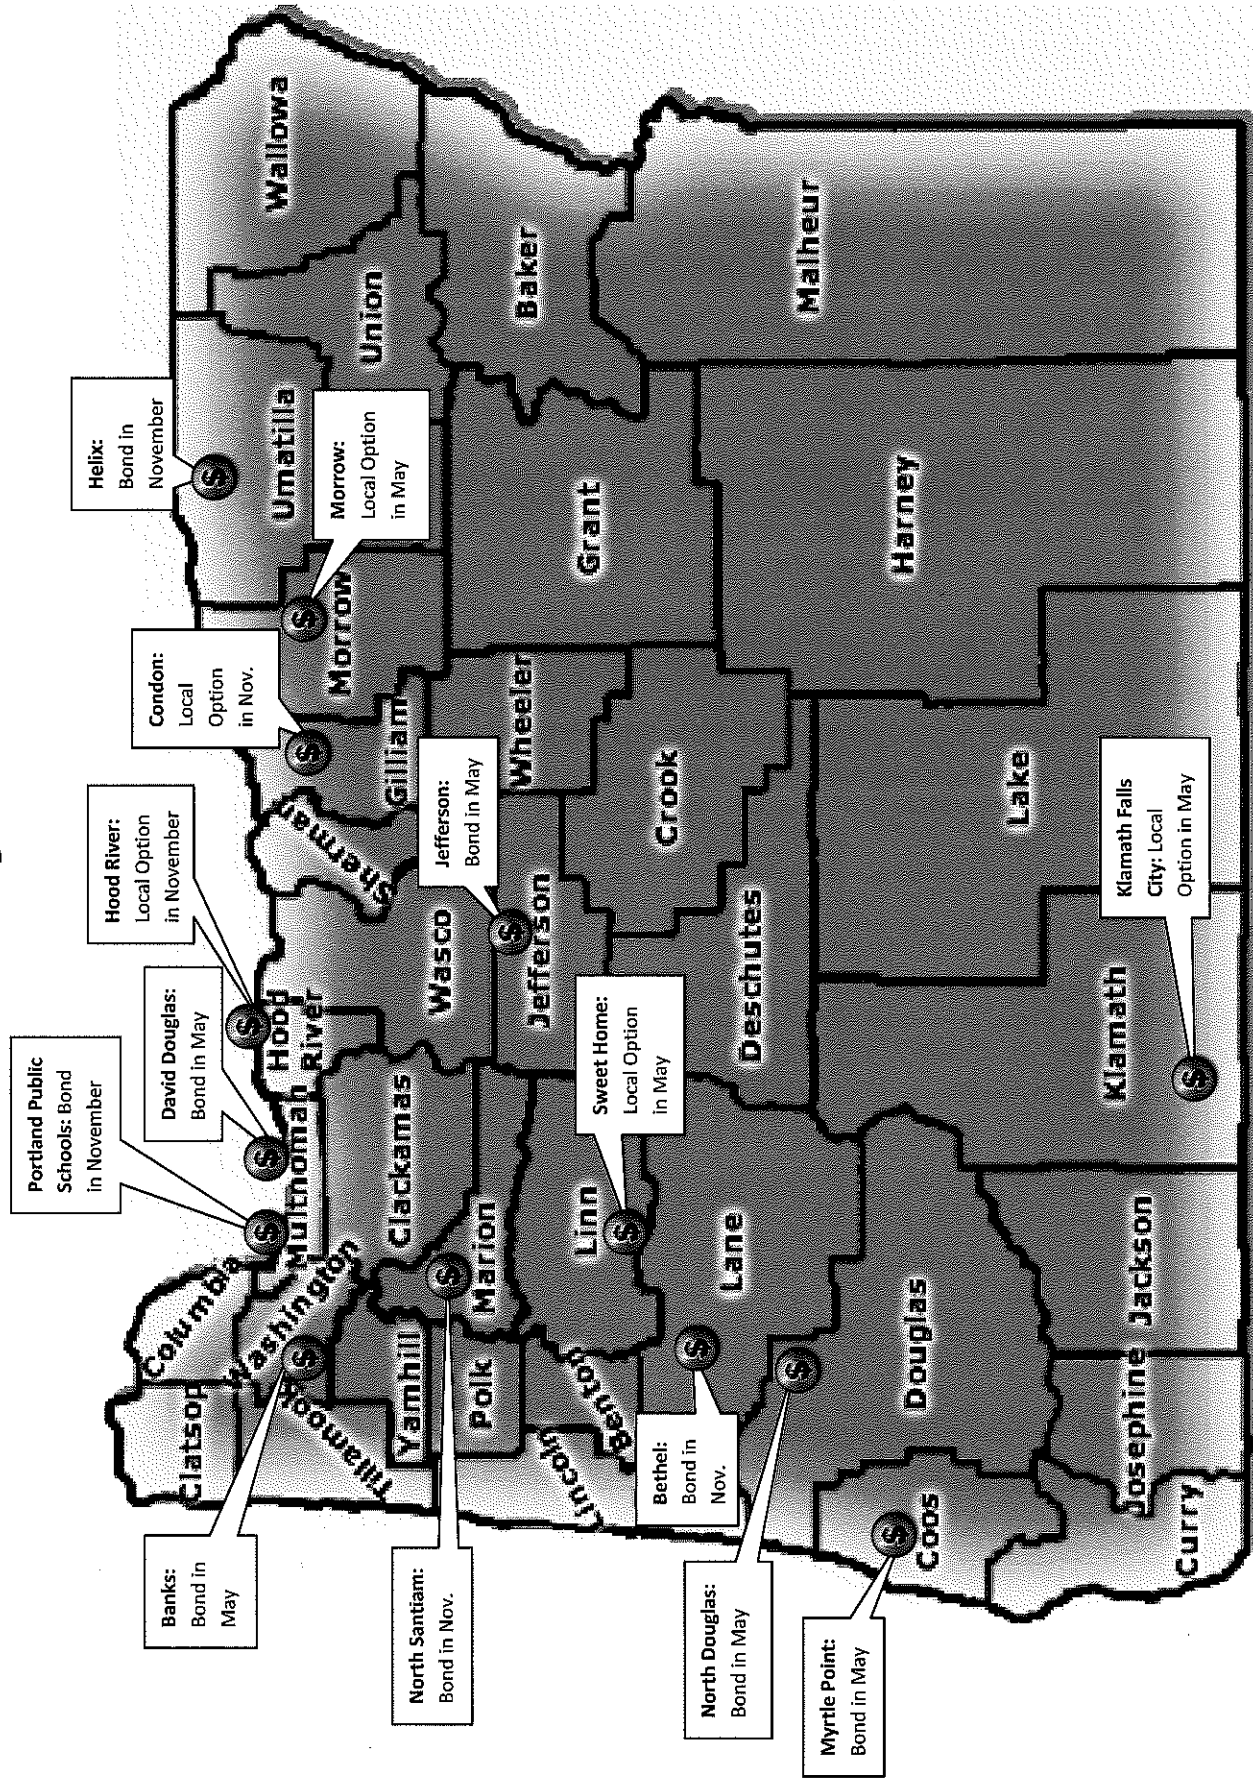 Portland Public
Schools: Bond
in November
David Douglas:
Bond in May
Hood River:
Local Option
in November
Condon:
Local
Option
in Nov.
Helix:
Bond in
November
Morrow:
Local Option
in May
Banks:
Bond in
May
North Santiam:
Bond in Nov.
Jefferson:
Bond in May
Sweet Home:
Local Option
in May
Bethel:
Bond in
Nov.
North Douglas:
Bond in May
Myrtle Point:
Bond in May
Klamath Falls
City: Local
Option in May
Clatsop
Columbia
Tillamook
Washington
Multnomah
Hood
River
Sherman
Gilliam
Morrow
Umatilla
Wallowa
Union
Yamhill
Clackamas
Wasco
Polk
Marion
Jefferson
Wheeler
Grant
Baker
Lincoln
Benton
Linn
Crook
Lane
Deschutes
Malheur
Coos
Douglas
Klamath
Lake
Harney
Curry
Josephine
Jackson
$
$
$
$
$
$
$
$
$
$
$
$
$
$